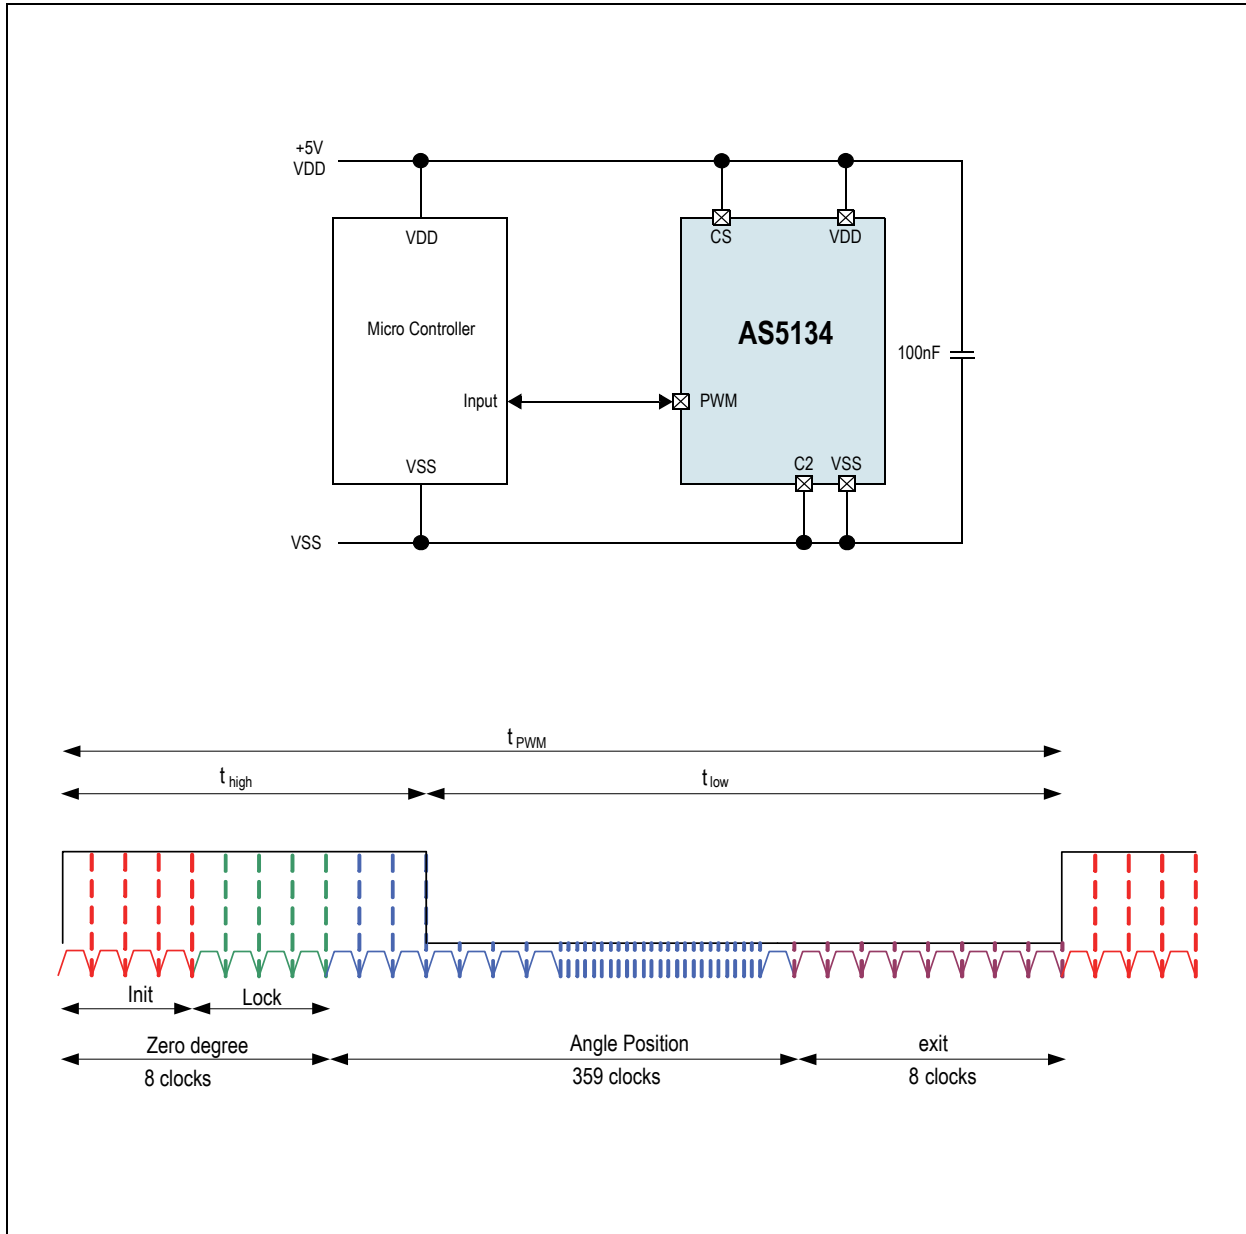 +5V
VDD
VDD
CS
VDD
Micro Controller
AS5134
100nF
Input
PWM
VSS
C2
VSS
VSS
t PWM
t high
t low
Init
Lock
Zero degree
Angle Position
exit
8 clocks
359 clocks
8 clocks